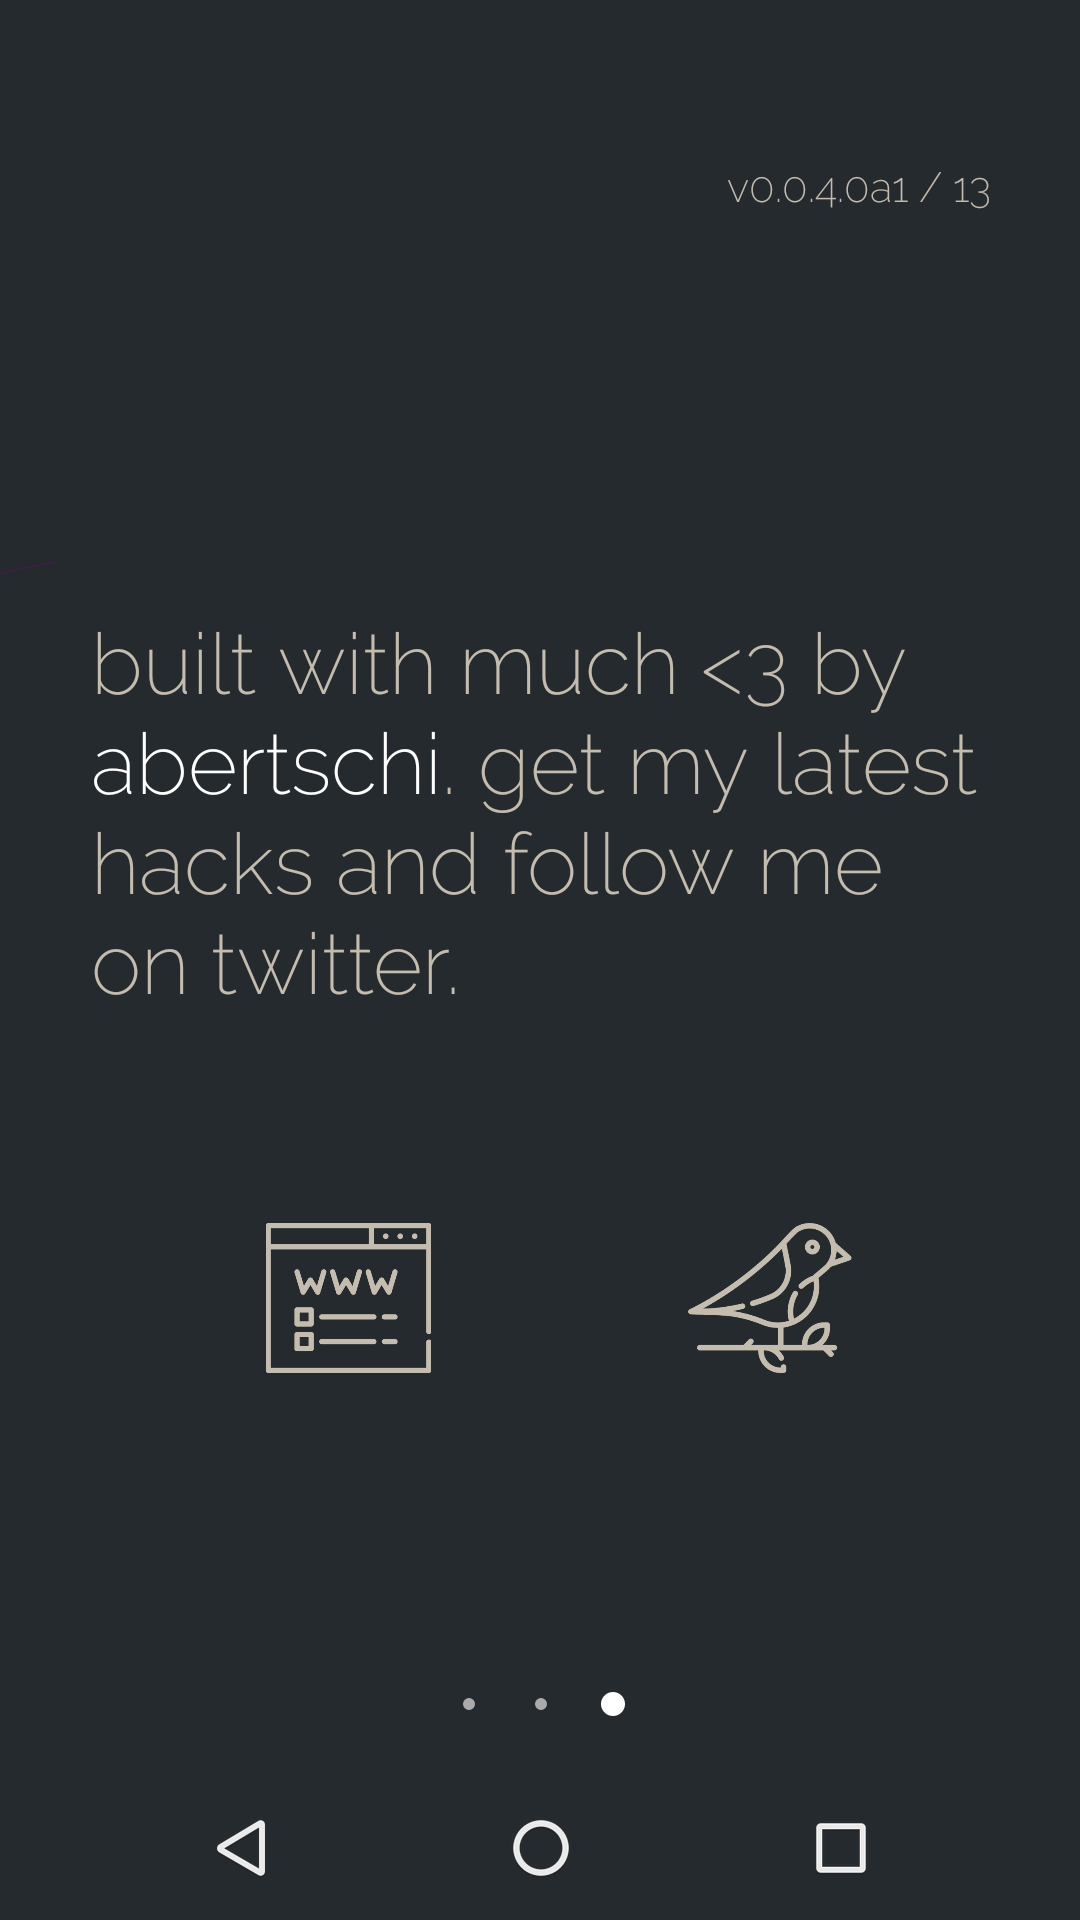 v0.0.4.0a1 / 13
built with much <3 by
abertschi. get my latest
hacks and follow me
on twitter.
WWW